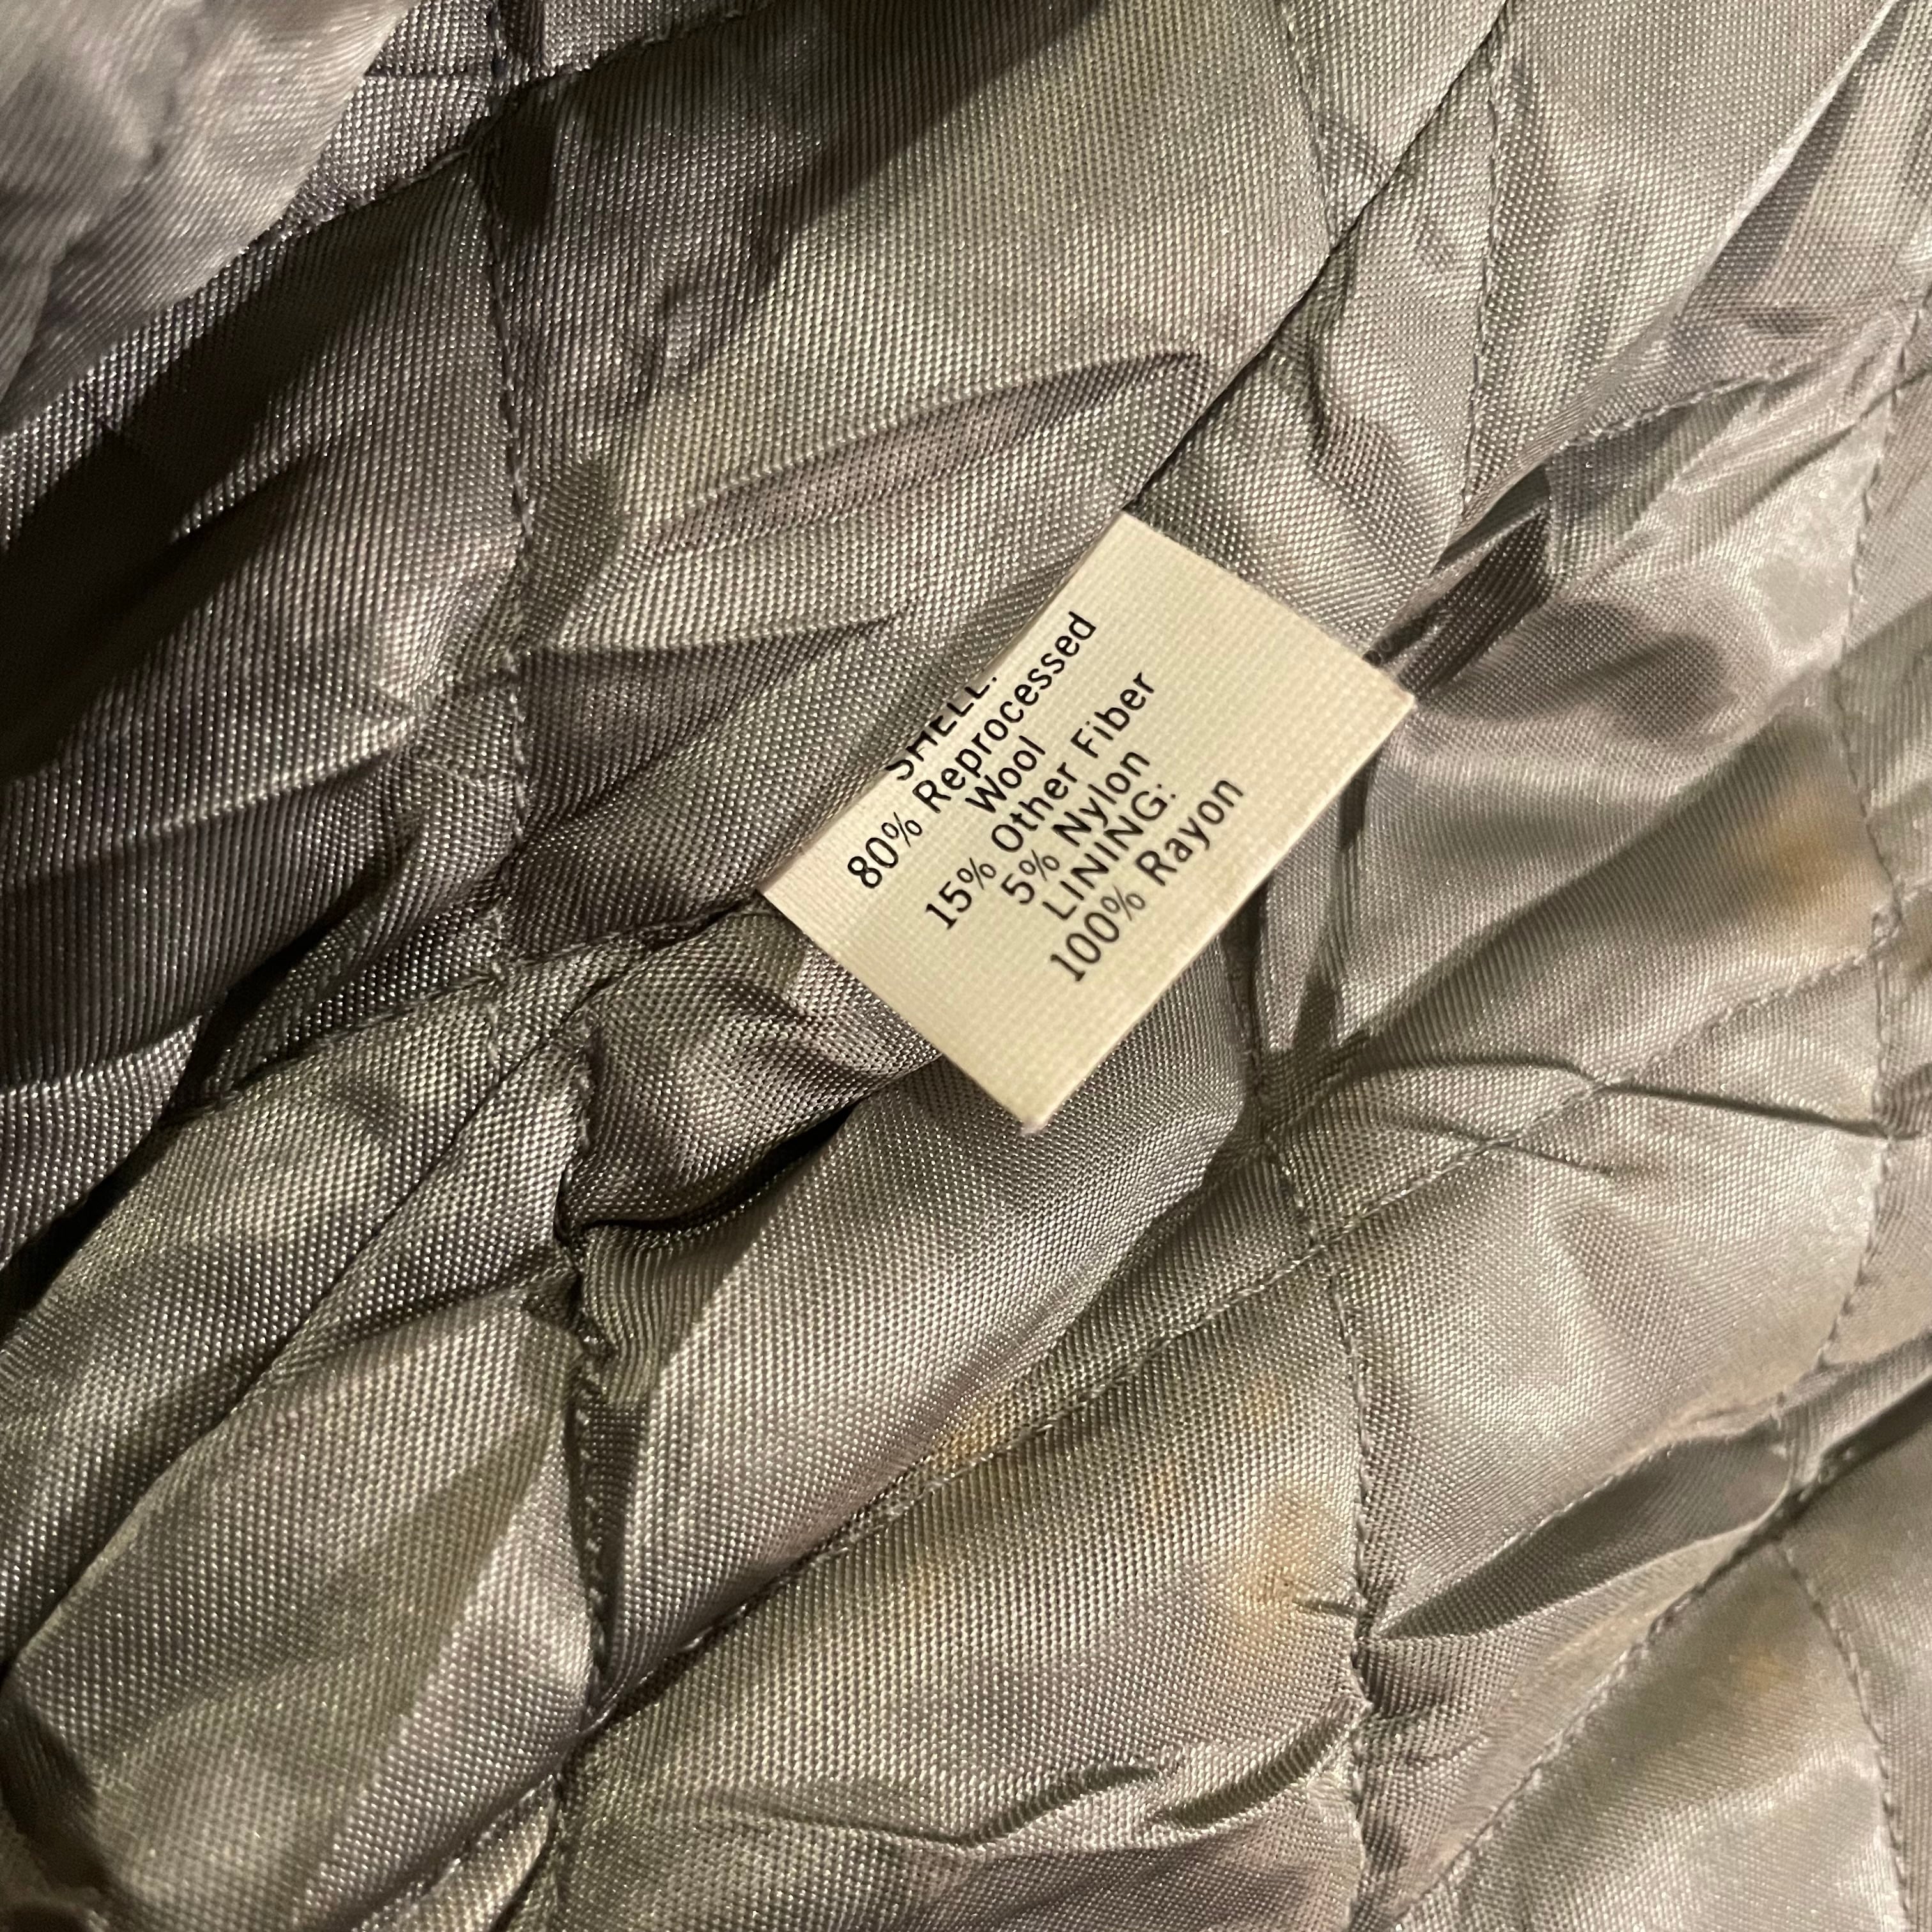 SHELL:
80% Reprocessed
Wool
15% Other Fiber
5% Nylon
LINING:
100% Rayon